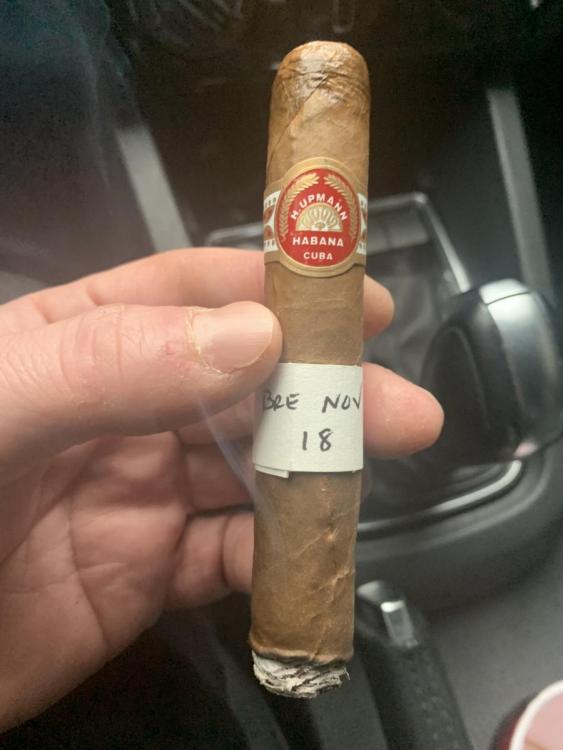 H. UPMANN
HABANA
CUBA
BRE NOV
18